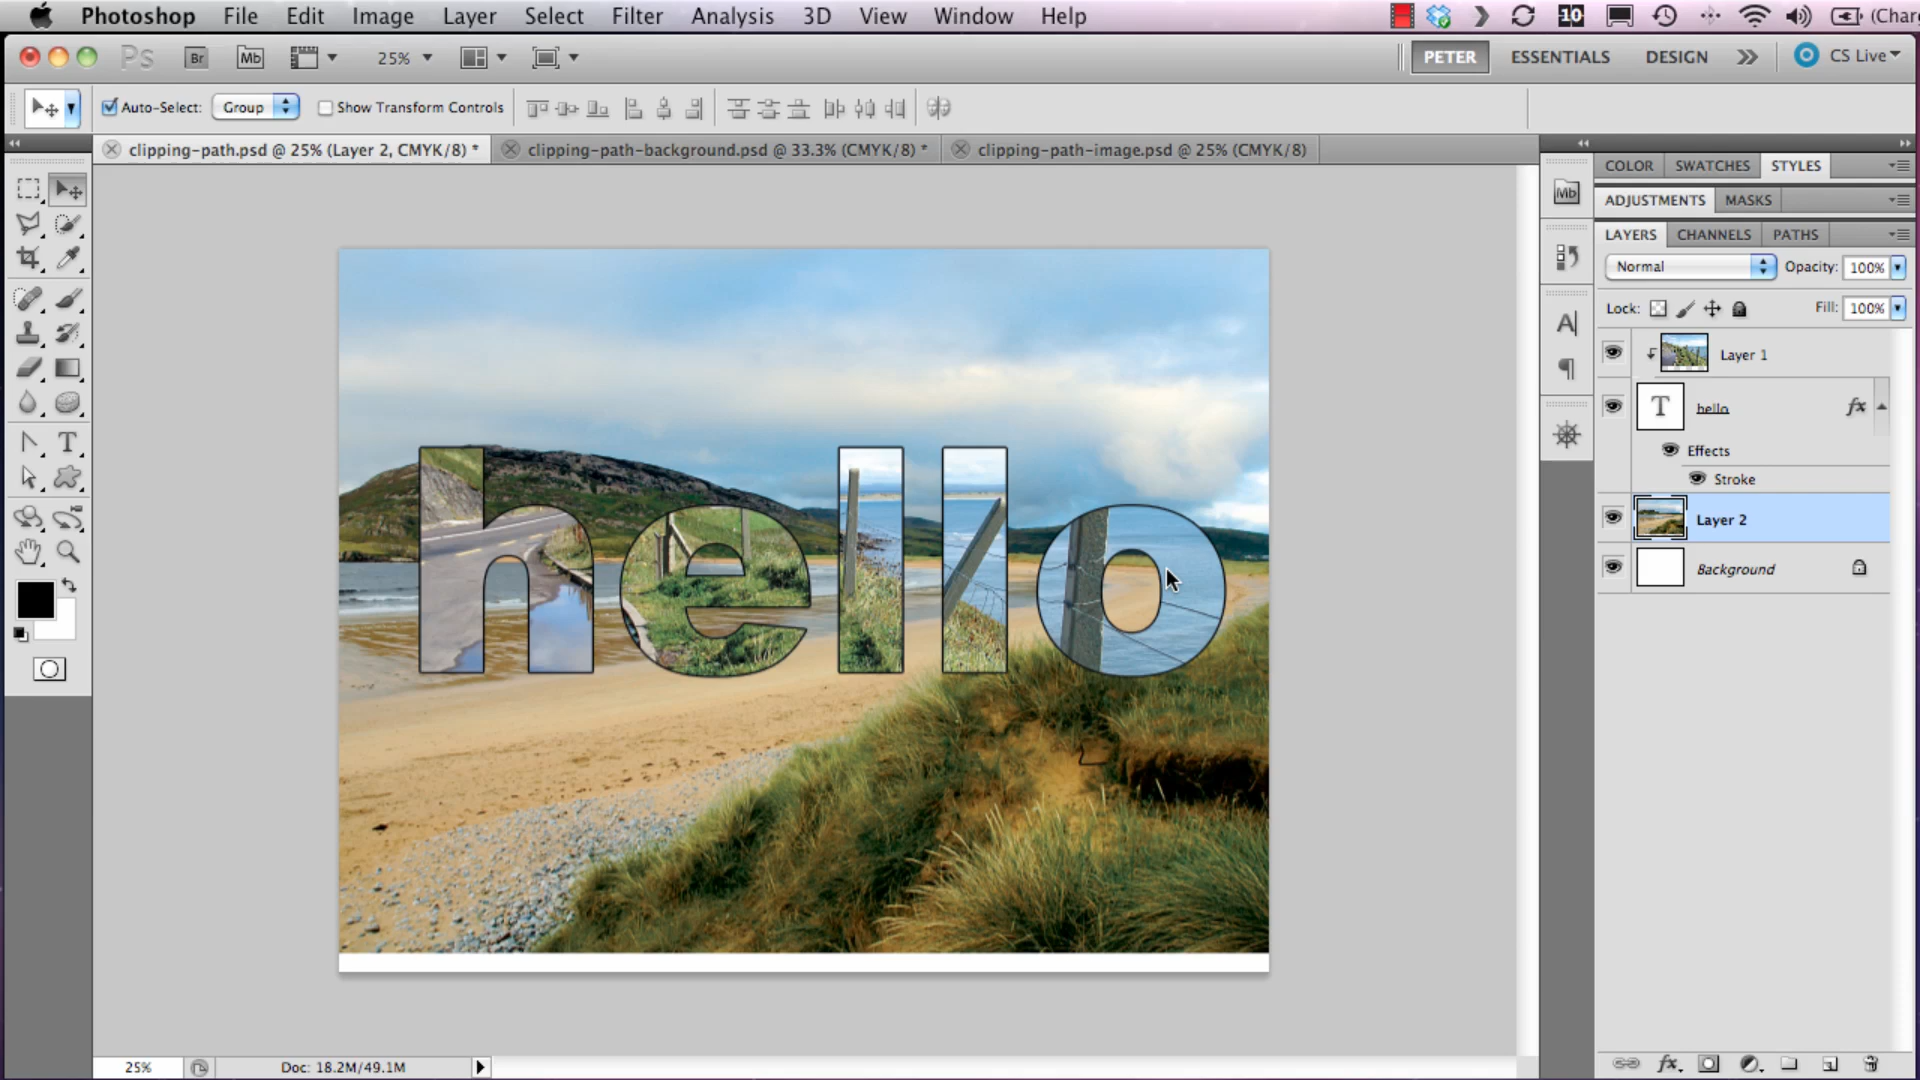 Photoshop File Edit Image Layer Select Filter Analysis 3D View Window Help 10 (Char
Ps Br Mb 25% PETER ESSENTIALS DESIGN CS Live
Auto-Select: Group Show Transform Controls
clipping-path.psd @ 25% (Layer 2, CMYK/8) * clipping-path-background.psd @ 33.3% (CMYK/8) * clipping-path-image.psd @ 25% (CMYK/8)
COLOR SWATCHES STYLES
Mb
ADJUSTMENTS MASKS
LAYERS CHANNELS PATHS
Normal Opacity: 100%
Lock: Fill: 100%
Layer 1
T hello fx
Effects
Stroke
Layer 2
Background
hello
25% Doc: 18.2M/49.1M
fx